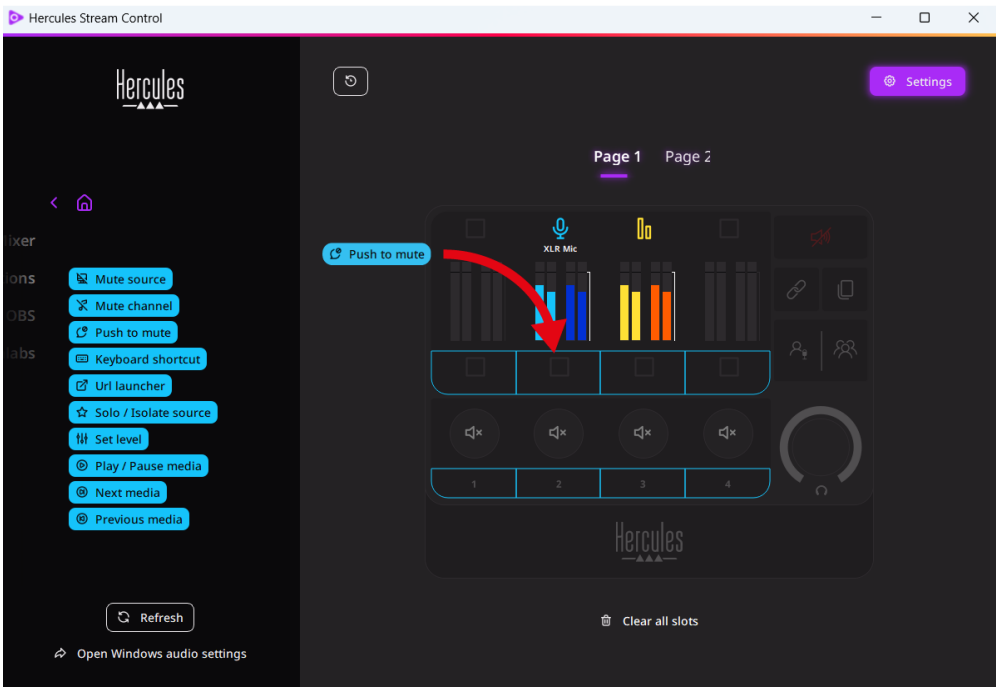 Hercules Stream Control
Hercules
Settings
Page 1 Page 2
ixer
ions
OBS
labs
Mute source
Mute channel
Push to mute
Keyboard shortcut
Url launcher
Solo / Isolate source
Set level
Play / Pause media
Next media
Previous media
Refresh
Open Windows audio settings
Push to mute
XLR Mic
1 2 3 4
Hercules
Clear all slots